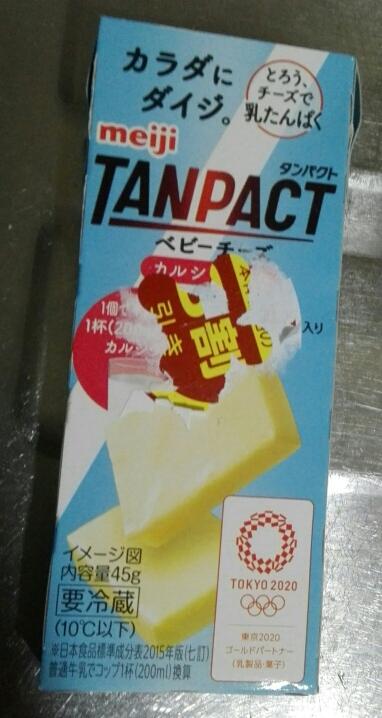 カラダに
ダイジ。
とろう、
チーズで
乳たんぱく
meiji
タンパクト
TANPACT
ベビーチーズ
カルシ
入り
1個で
1杯(200
カルシ
割
引き
イメージ図
内容量45g
要冷蔵
(10℃以下)
※日本食品標準成分表2015年版(七訂)
普通牛乳でコップ1杯(200ml)換算
TOKYO 2020
東京2020
ゴールドパートナー
(乳製品・菓子)